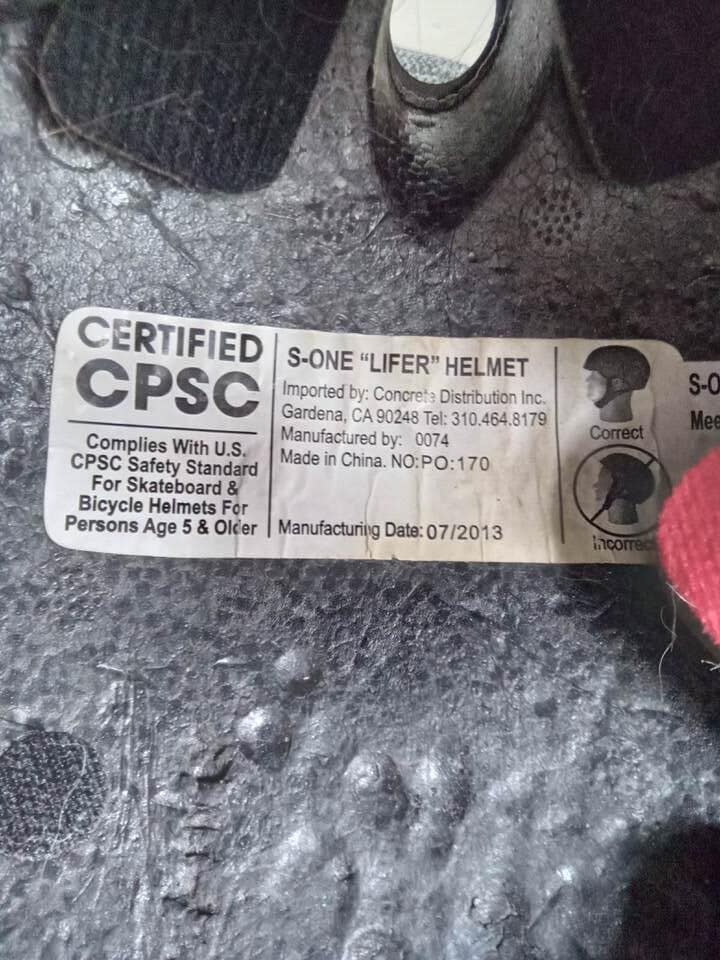 CERTIFIED
CPSC
Complies With U.S.
CPSC Safety Standard
For Skateboard &
Bicycle Helmets For
Persons Age 5 & Older
S-ONE “LIFER” HELMET
Imported by: Concrete Distribution Inc.
Gardena, CA 90248 Tel: 310.464.8179
Manufactured by: 0074
Made in China. NO:PO:170
Manufacturing Date: 07/2013
Correct
Incorrec
S-O
Mee